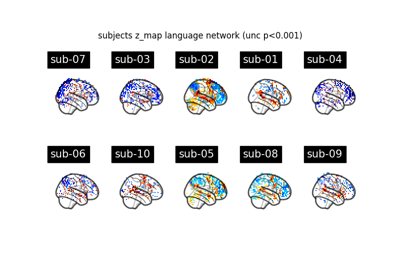 subjects z_map language network (unc p<0.001)
sub-07 sub-03 sub-02 sub-01 sub-04
sub-06 sub-10 sub-05 sub-08 sub-09